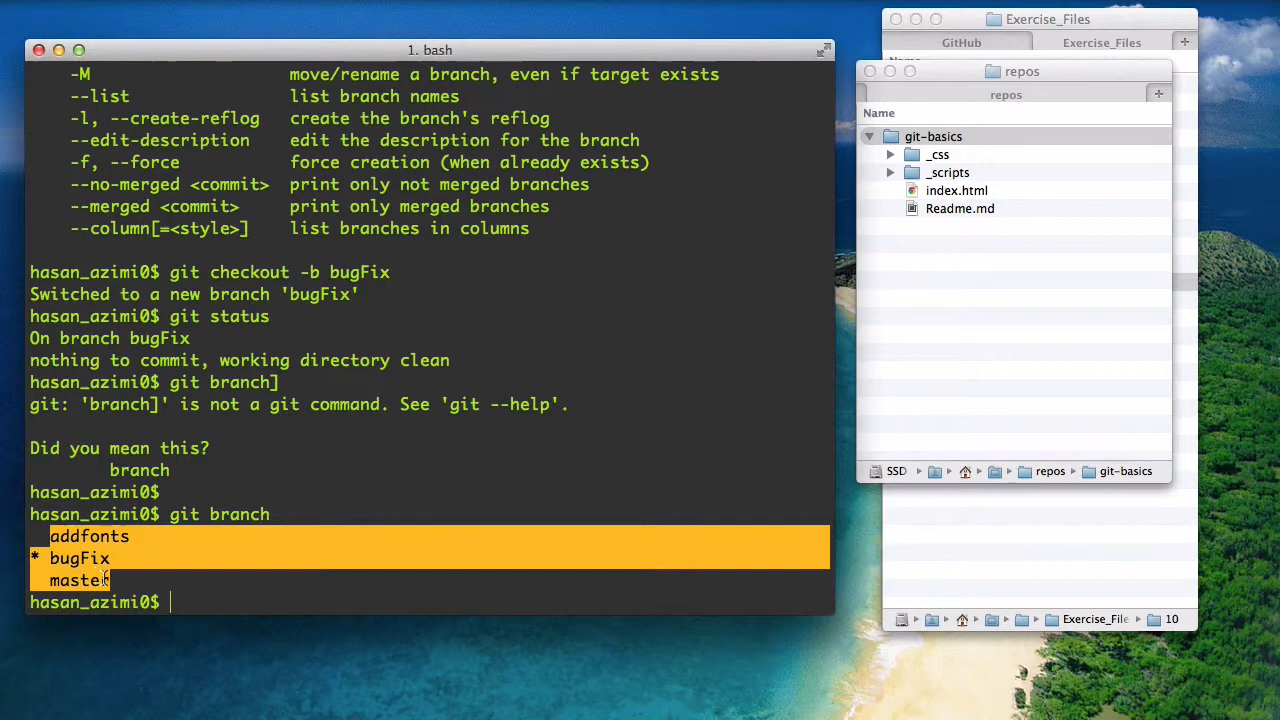 1. bash
-M move/rename a branch, even if target exists
--list list branch names
-l, --create-reflog create the branch's reflog
--edit-description edit the description for the branch
-f, --force force creation (when already exists)
--no-merged <commit> print only not merged branches
--merged <commit> print only merged branches
--column[=<style>] list branches in columns
hasan_azimi0$ git checkout -b bugFix
Switched to a new branch 'bugFix'
hasan_azimi0$ git status
On branch bugFix
nothing to commit, working directory clean
hasan_azimi0$ git branch]
git: 'branch]' is not a git command. See 'git --help'.
Did you mean this?
branch
hasan_azimi0$
hasan_azimi0$ git branch
addfonts
* bugFix
master
hasan_azimi0$
Exercise_Files
GitHub
Exercise_Files
repos
repos
Name
git-basics
_css
_scripts
index.html
Readme.md
SSD
repos
git-basics
Exercise_File
10